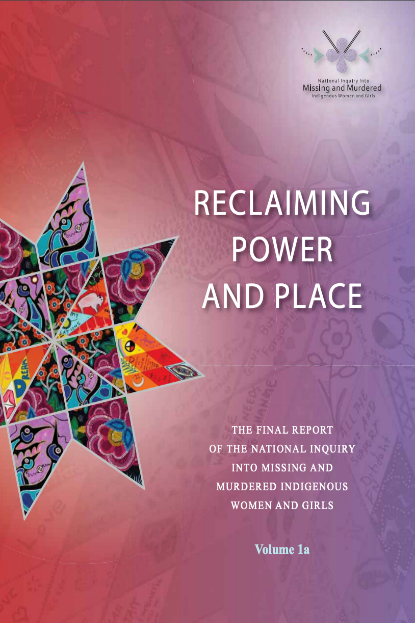 National Inquiry into
Missing and Murdered
Indigenous Women and Girls
RECLAIMING
POWER
AND PLACE
THE FINAL REPORT
OF THE NATIONAL INQUIRY
INTO MISSING AND
MURDERED INDIGENOUS
WOMEN AND GIRLS
Volume 1a